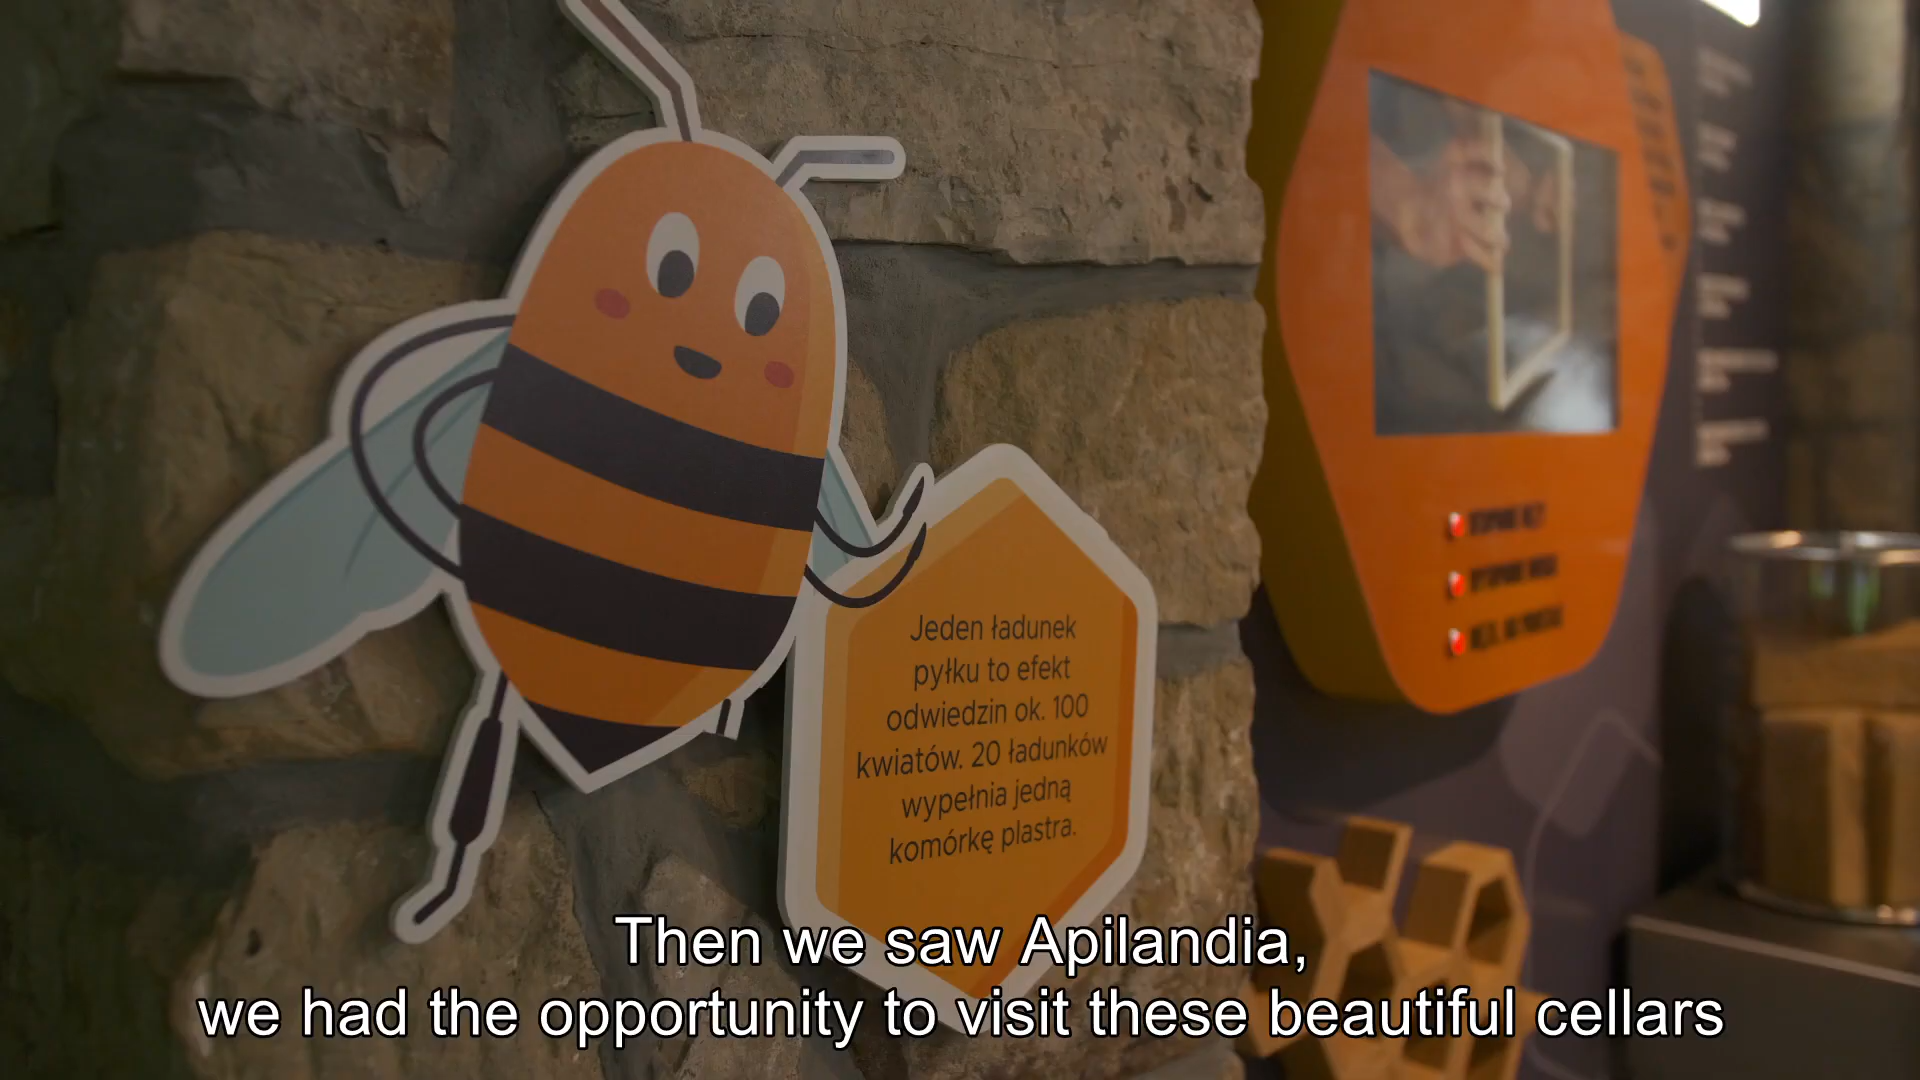 Jeden ładunek
pyłku to efekt
odwiedzin ok. 100
kwiatów. 20 ładunków
wypełnia jedną
komórkę plastra.
Then we saw Apilandia,
we had the opportunity to visit these beautiful cellars